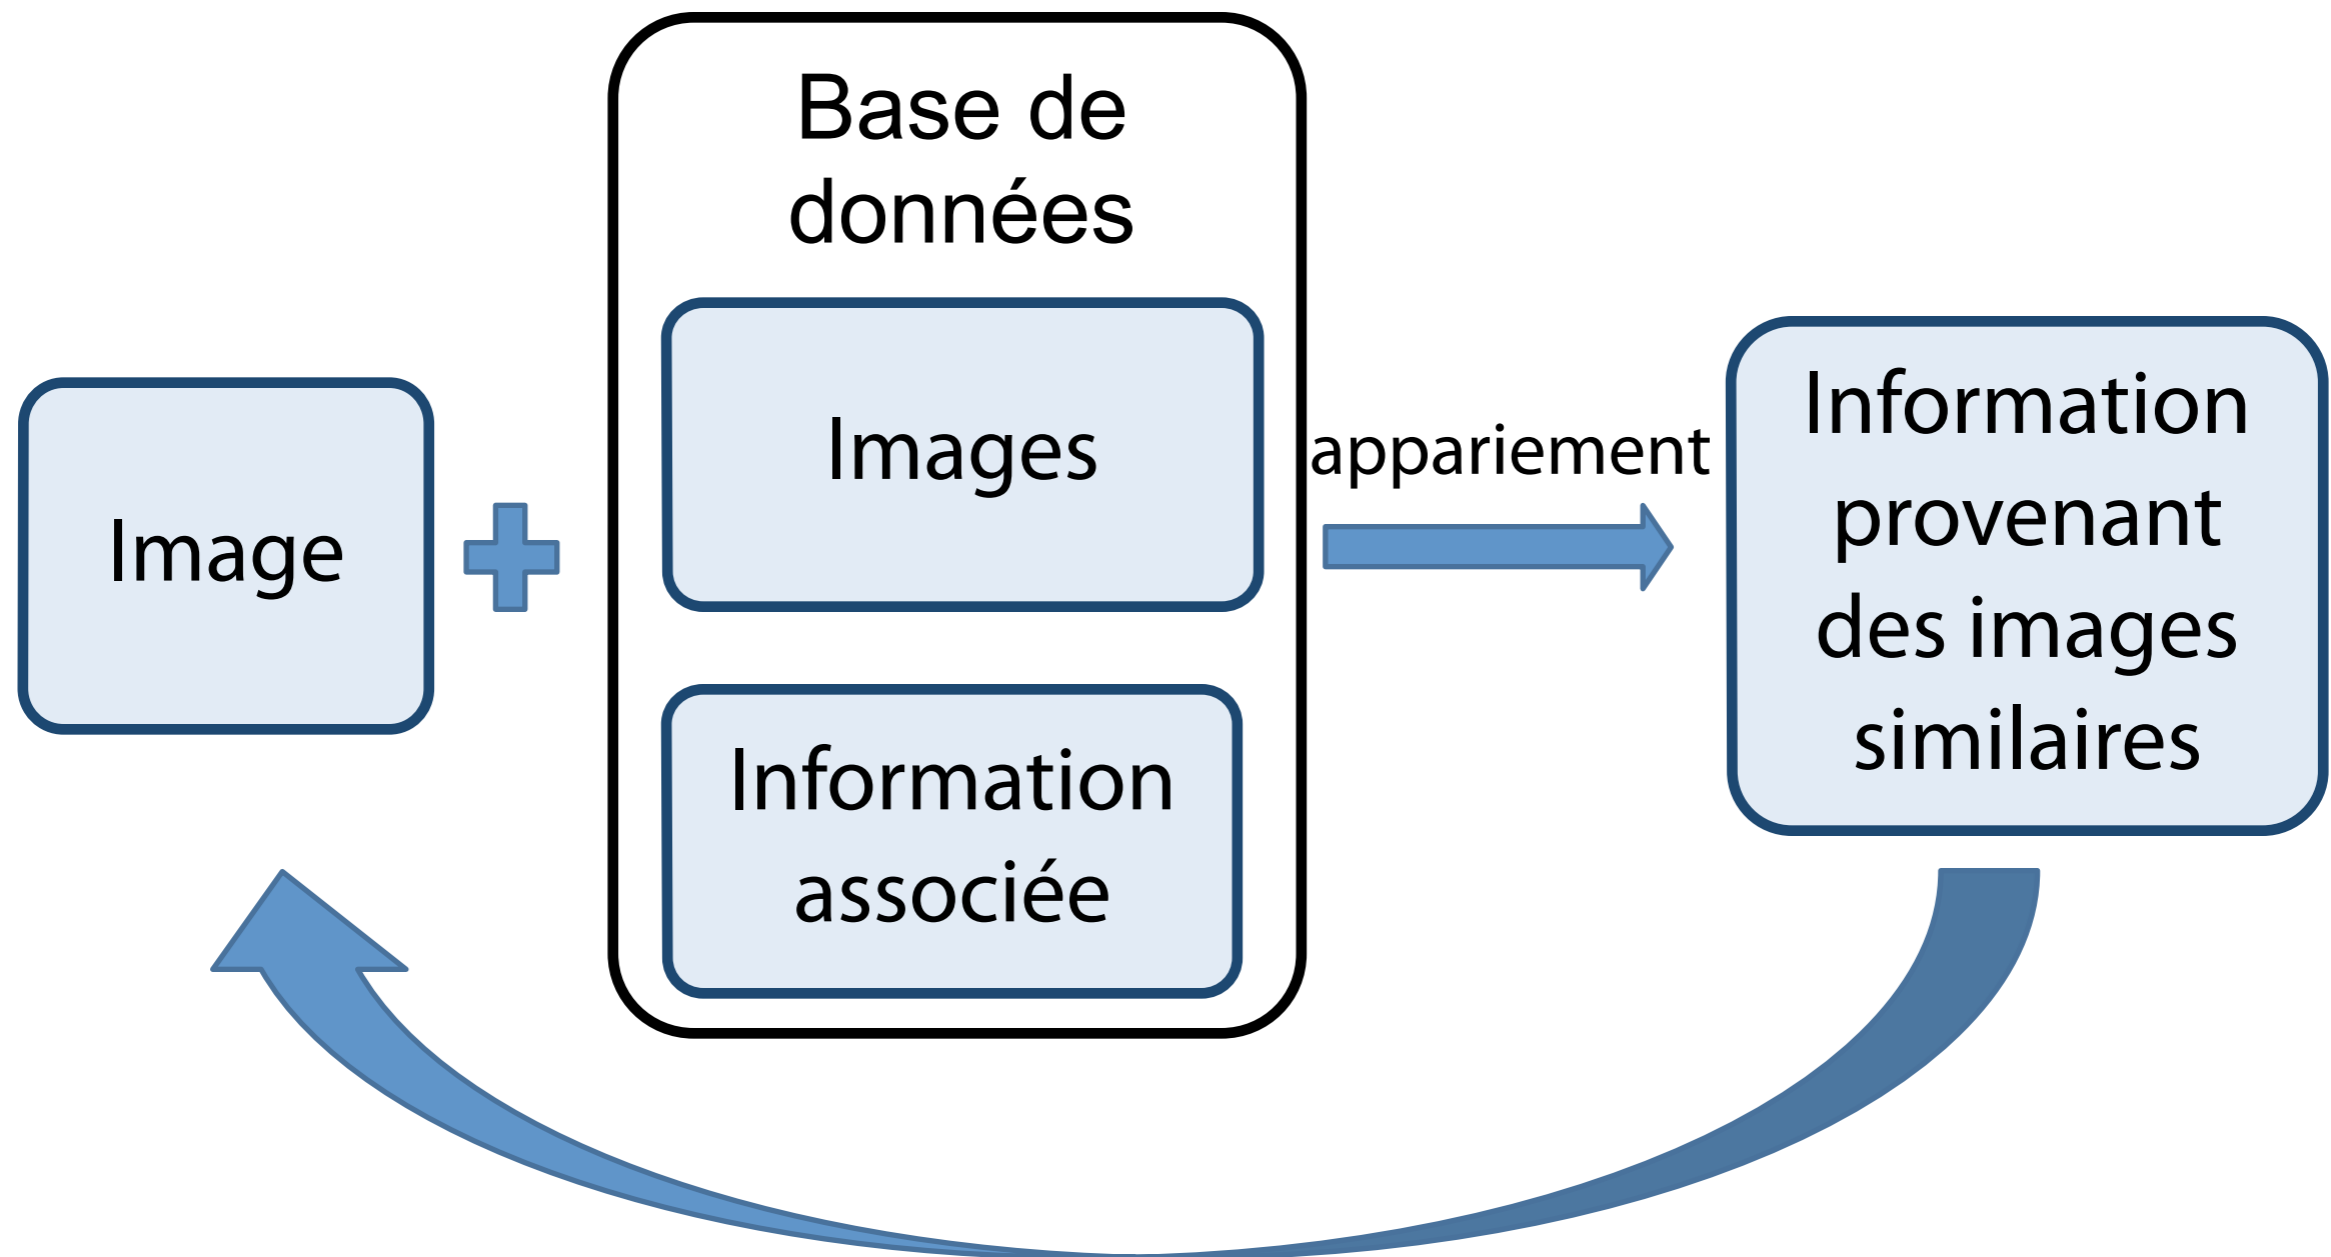 Image
Base de
données
Images
Information
associée
appariement
Information
provenant
des images
similaires